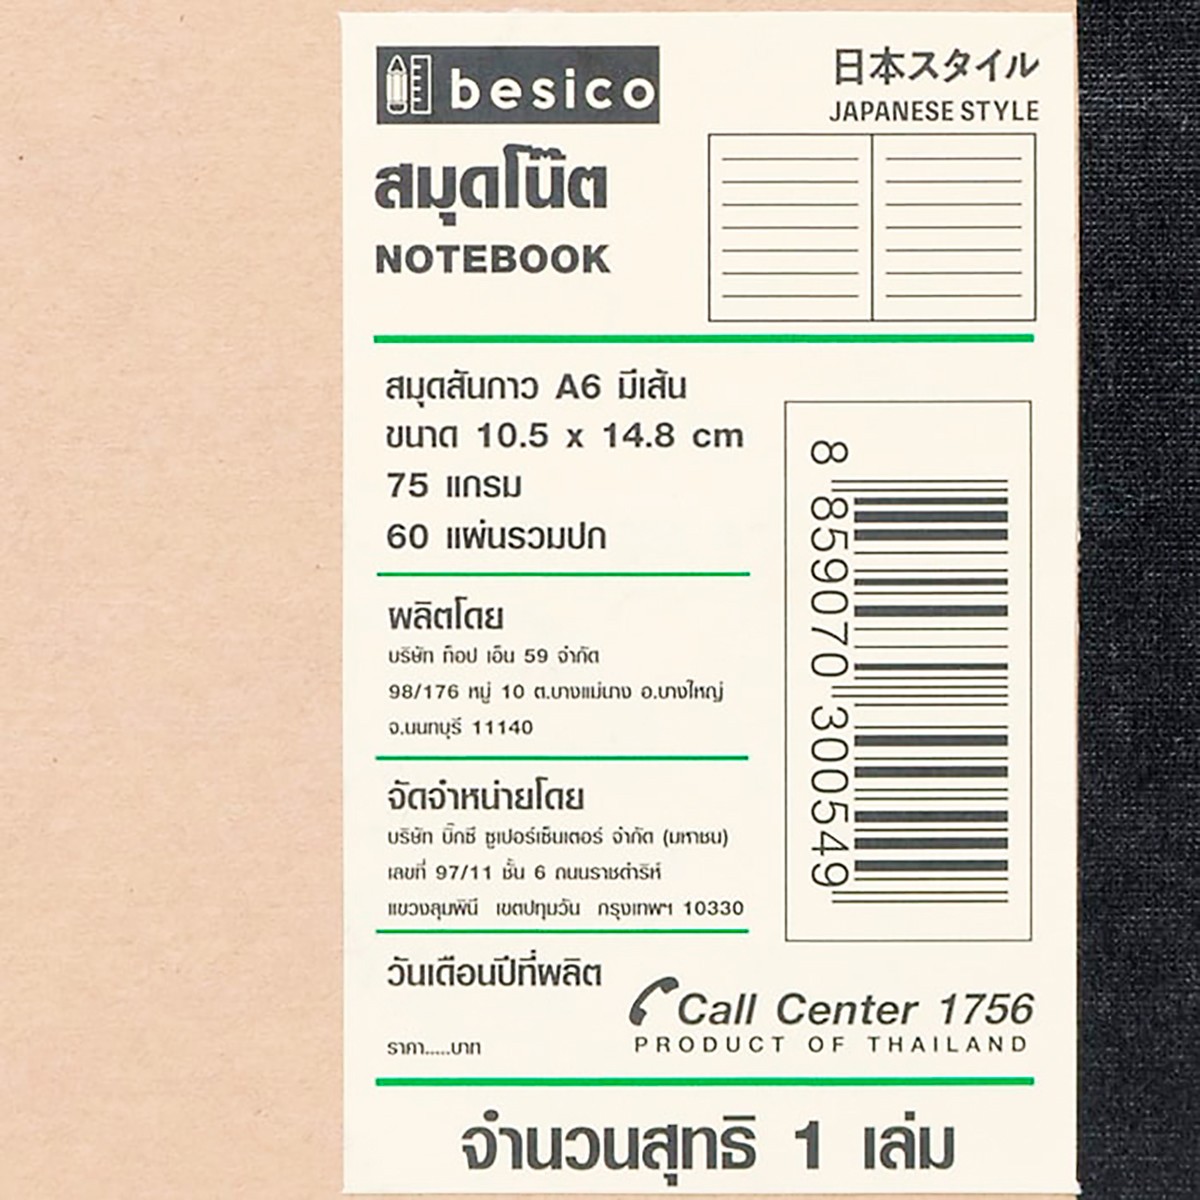 besico
日本スタイル
JAPANESE STYLE
สมุดโน๊ต
NOTEBOOK
สมุดสันกาว A6 มีเส้น
ขนาด 10.5 x 14.8 cm
75 แกรม
60 แผ่นรวมปก
ผลิตโดย
บริษัท ท็อป เอ็น 59 จำกัด
98/176 หมู่ 10 ต.บางแม่นาง อ.บางใหญ่
จ.นนทบุรี 11140
จัดจำหน่ายโดย
บริษัท บิ๊กซี ซูเปอร์เซ็นเตอร์ จำกัด (มหาชน)
เลขที่ 97/11 ชั้น 6 ถนนราชดำริห์
แขวงลุมพินี เขตปทุมวัน กรุงเทพฯ 10330
8 859070 300549
วันเดือนปีที่ผลิต
Call Center 1756
PRODUCT OF THAILAND
ราคา.....บาท
จำนวนสุทธิ 1 เล่ม